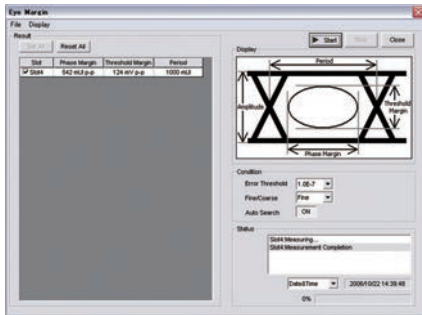 Eye Margin
File Display
Result
Set All Reset All
Slot Phase Margin Threshold Margin Period
Slot4 542 mUI p-p 124 mV p-p 1000 mUI
Start Stop Close
Display
Period
Amplitude
Threshold Margin
Phase Margin
Condition
Error Threshold 1.0E-7
Fine/Coarse Fine
Auto Search ON
Status
Slot4:Measuring...
Slot4:Measurement Completion
Date&Time 2006/10/22 14:39:48
0%